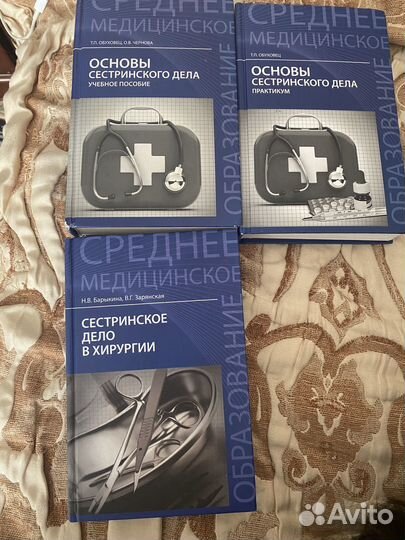 СРЕДНЕЕ
МЕДИЦИНСКОЕ
ОБРАЗОВАНИЕ
Т.Л. ОБУХОВЕЦ, О.В. ЧЕРНОВА
ОСНОВЫ
СЕСТРИНСКОГО ДЕЛА
УЧЕБНОЕ ПОСОБИЕ
СРЕДНЕЕ
МЕДИЦИНСКОЕ
ОБРАЗОВАНИЕ
Т.Л. ОБУХОВЕЦ
ОСНОВЫ
СЕСТРИНСКОГО ДЕЛА
ПРАКТИКУМ
СРЕДНЕЕ
МЕДИЦИНСКОЕ
ОБРАЗОВАНИЕ
Н.В. Барыкина, В.Г. Зарянская
СЕСТРИНСКОЕ
ДЕЛО
В ХИРУРГИИ
Avito